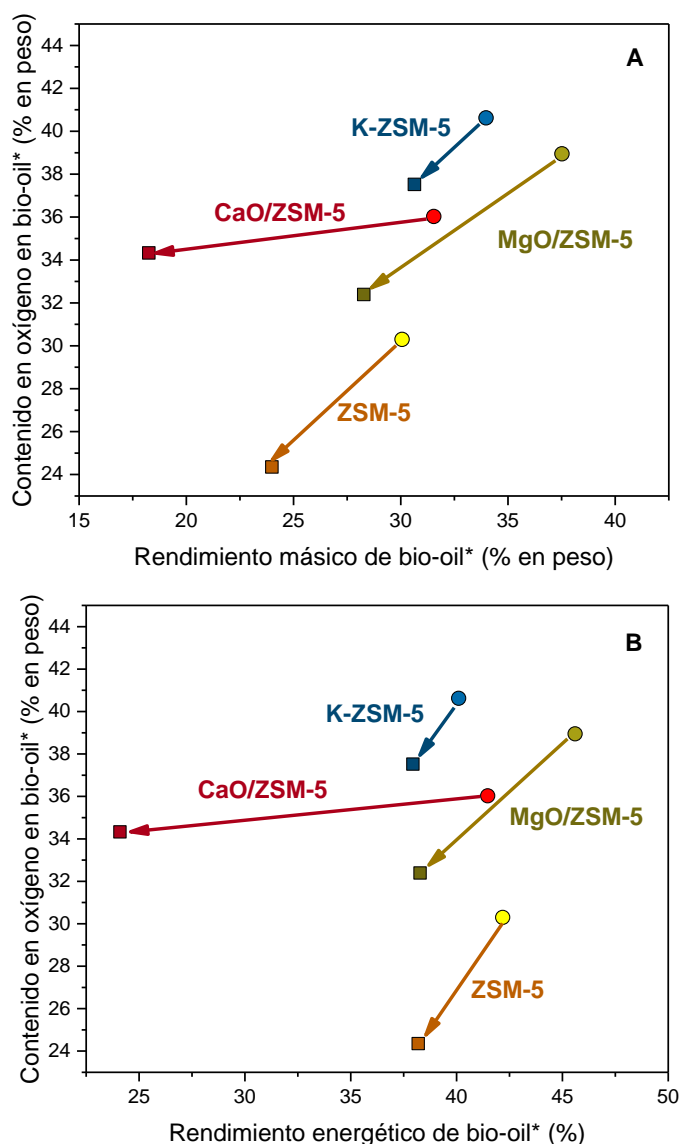 A
44
42
40
38
36
34
32
30
28
26
24
Contenido en oxígeno en bio-oil* (% en peso)
K-ZSM-5
CaO/ZSM-5
MgO/ZSM-5
ZSM-5
15 20 25 30 35 40
Rendimiento másico de bio-oil* (% en peso)
B
44
42
40
38
36
34
32
30
28
26
24
Contenido en oxígeno en bio-oil* (% en peso)
K-ZSM-5
CaO/ZSM-5
MgO/ZSM-5
ZSM-5
25 30 35 40 45 50
Rendimiento energético de bio-oil* (%)